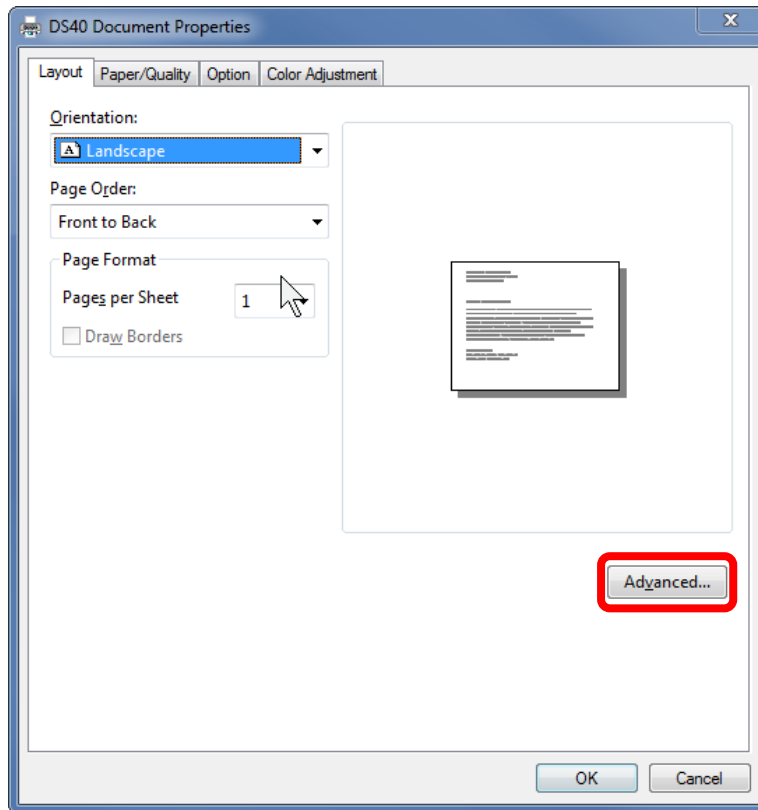 DS40 Document Properties
Layout Paper/Quality Option Color Adjustment
Orientation:
A Landscape
Page Order:
Front to Back
Page Format
Pages per Sheet 1
Draw Borders
Advanced...
OK Cancel